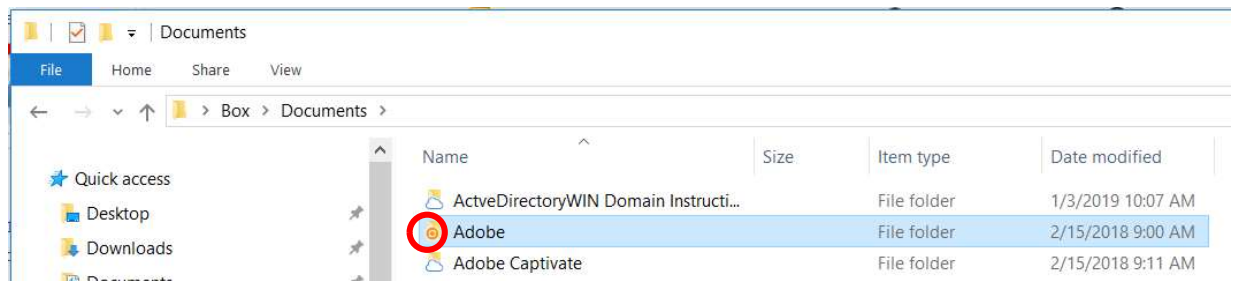 Documents
File Home Share View
Box > Documents >
Name Size Item type Date modified
Quick access
ActveDirectoryWIN Domain Instructi... File folder 1/3/2019 10:07 AM
Desktop
Adobe File folder 2/15/2018 9:00 AM
Downloads
Adobe Captivate File folder 2/15/2018 9:11 AM
Documents